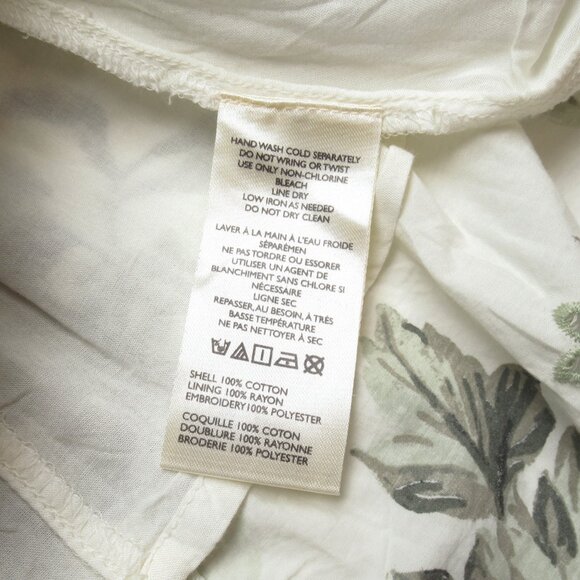 HAND WASH COLD SEPARATELY
DO NOT WRING OR TWIST
USE ONLY NON-CHLORINE
BLEACH
LINE DRY
LOW IRON AS NEEDED
DO NOT DRY CLEAN
LAVER À LA MAIN À L'EAU FROIDE
SÉPARÉMEN
NE PAS TORDRE OU ESSORER
UTILISER UN AGENT DE
BLANCHIMENT SANS CHLORE SI
NÉCESSAIRE
LIGNE SEC
REPASSER, AU BESOIN, À TRÈS
BASSE TEMPÉRATURE
NE PAS NETTOYER À SEC
SHELL 100% COTTON
LINING 100% RAYON
EMBROIDERY100% POLYESTER
COQUILLE 100% COTON
DOUBLURE 100% RAYONNE
BRODERIE 100% POLYESTER